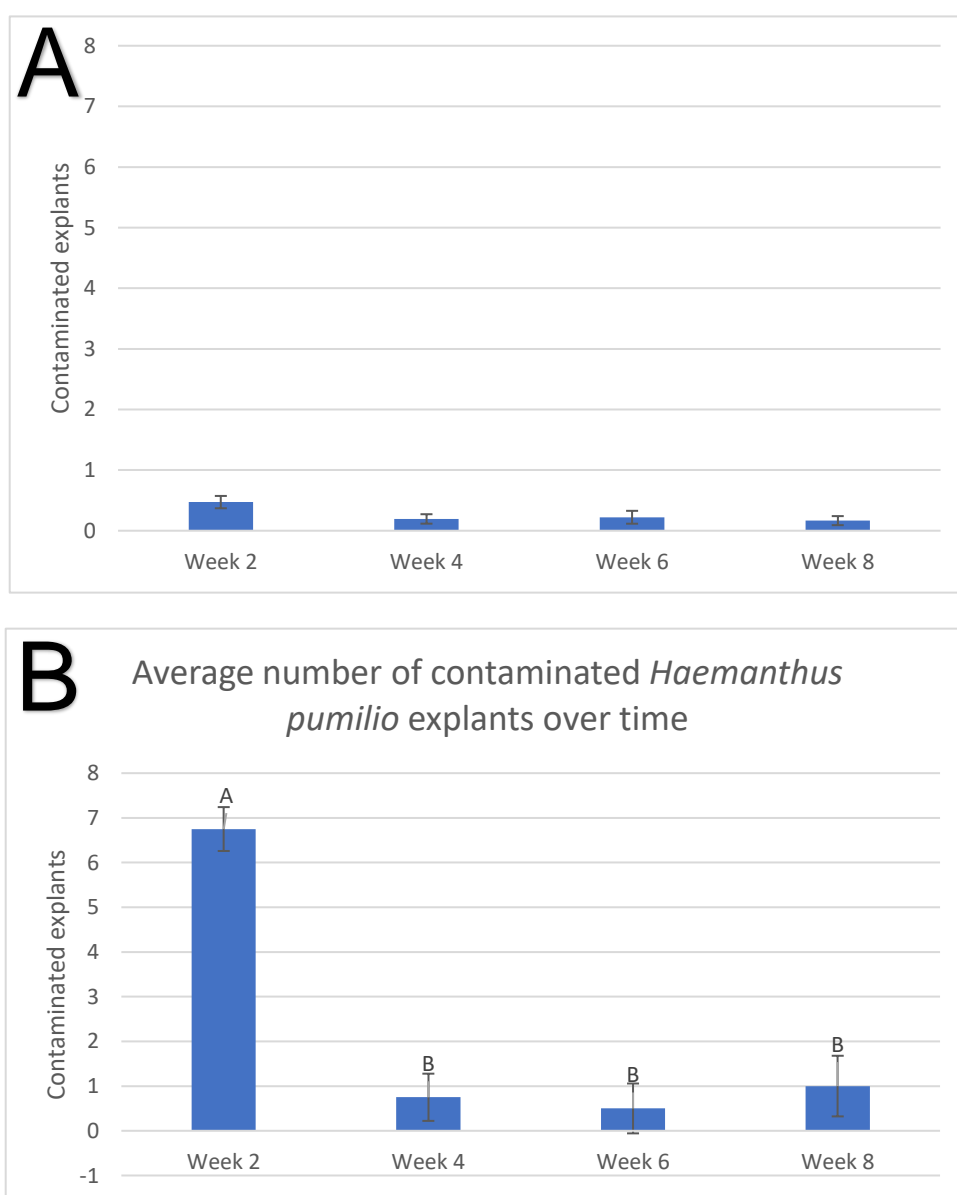 A
8
7
6
5
4
3
2
1
0
Contaminated explants
Week 2 Week 4 Week 6 Week 8
B
Average number of contaminated Haemanthus
pumilio explants over time
8
7
6
5
4
3
2
1
0
-1
Contaminated explants
A
B
B
B
Week 2 Week 4 Week 6 Week 8